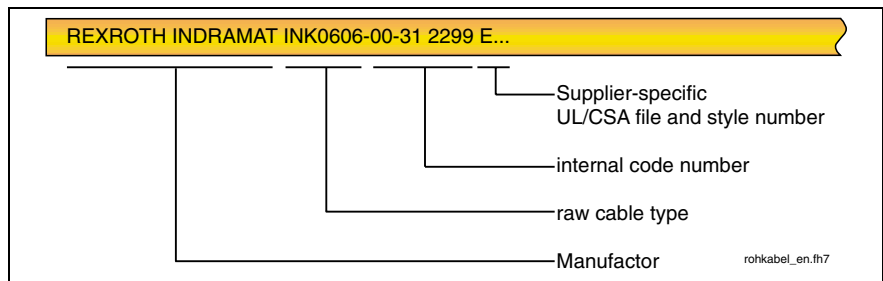 REXROTH INDRAMAT INK0606-00-31 2299 E...
Supplier-specific
UL/CSA file and style number
internal code number
raw cable type
Manufactor
rohkabel_en.fh7